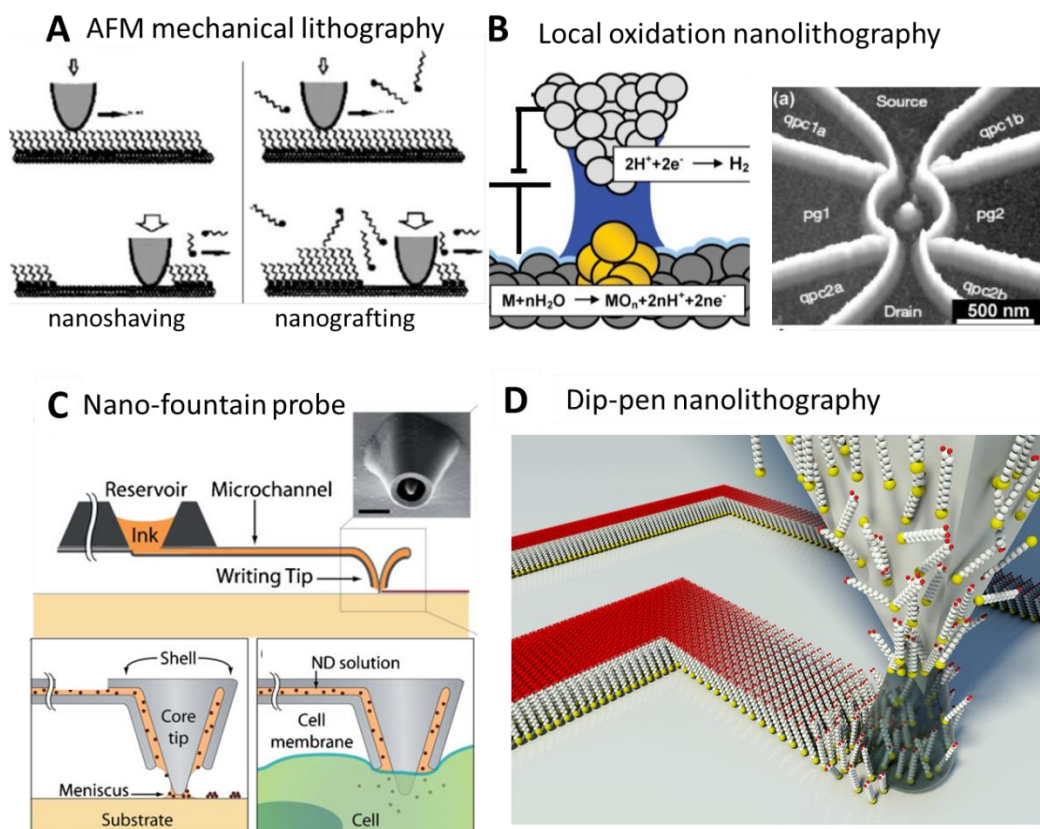 A AFM mechanical lithography
nanoshaving
nanografting
B Local oxidation nanolithography
2H⁺+2e⁻ → H₂
M+nH₂O → MOₙ+2nH⁺+2ne⁻
(a)
Source
qpc1a
qpc1b
pg1
pg2
qpc2a
qpc2b
Drain
500 nm
C Nano-fountain probe
Reservoir
Microchannel
Ink
Writing Tip
Shell
Core
tip
Meniscus
Substrate
ND solution
Cell
membrane
Cell
D Dip-pen nanolithography